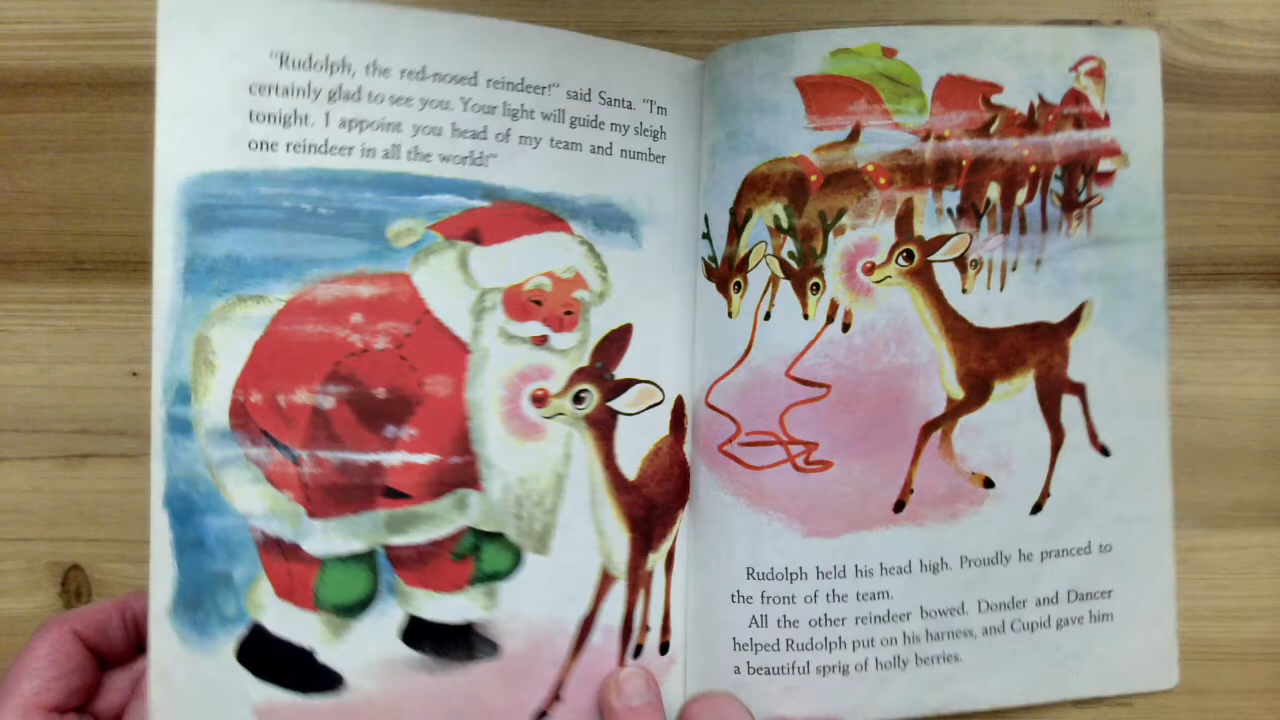 "Rudolph, the red-nosed reindeer!" said Santa. "I'm
certainly glad to see you. Your light will guide my sleigh
tonight. I appoint you head of my team and number
one reindeer in all the world!"
Rudolph held his head high. Proudly he pranced to
the front of the team.
All the other reindeer bowed. Donder and Dancer
helped Rudolph put on his harness, and Cupid gave him
a beautiful sprig of holly berries.